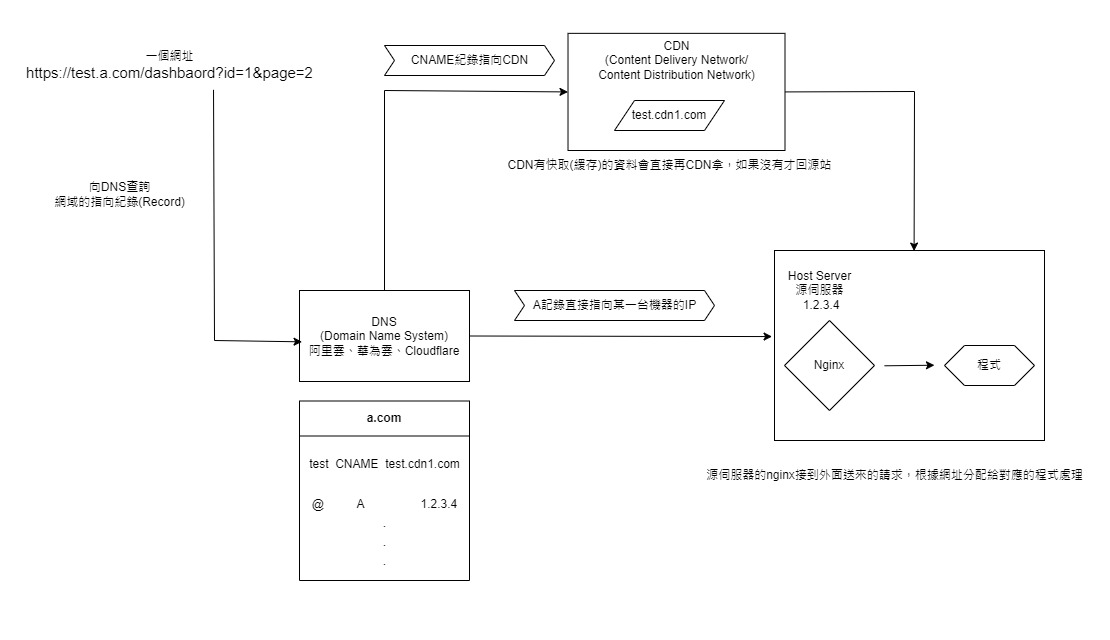 一個網址
https://test.a.com/dashbaord?id=1&page=2
CNAME紀錄指向CDN
CDN
(Content Delivery Network/
Content Distribution Network)
test.cdn1.com
CDN有快取(緩存)的資料會直接再CDN拿，如果沒有才回源站
向DNS查詢
網域的指向紀錄(Record)
DNS
(Domain Name System)
阿里雲、華為雲、Cloudflare
A記錄直接指向某一台機器的IP
Host Server
源伺服器
1.2.3.4
Nginx
程式
源伺服器的nginx接到外面送來的請求，根據網址分配給對應的程式處理
a.com
test CNAME test.cdn1.com
@ A 1.2.3.4
.
.
.